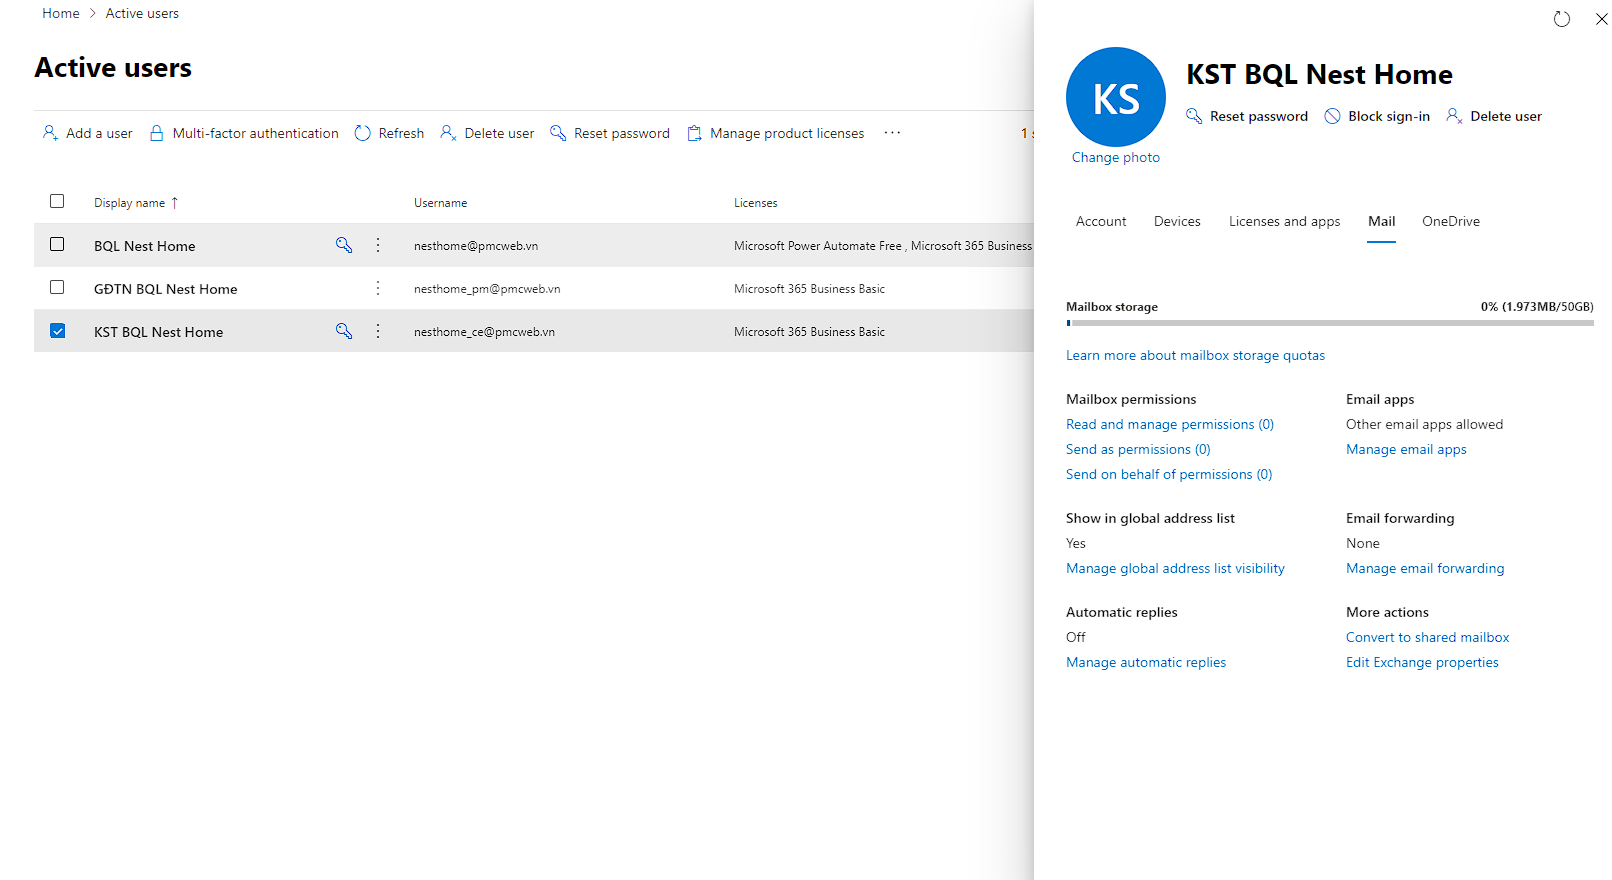 Home > Active users
Active users
Add a user Multi-factor authentication Refresh Delete user Reset password Manage product licenses ... 1
Display name ↑ Username Licenses
BQL Nest Home nesthome@pmcweb.vn Microsoft Power Automate Free , Microsoft 365 Business
GĐTN BQL Nest Home nesthome_pm@pmcweb.vn Microsoft 365 Business Basic
KST BQL Nest Home nesthome_ce@pmcweb.vn Microsoft 365 Business Basic
KS
Change photo
KST BQL Nest Home
Reset password Block sign-in Delete user
Account Devices Licenses and apps Mail OneDrive
Mailbox storage 0% (1.973MB/50GB)
Learn more about mailbox storage quotas
Mailbox permissions
Read and manage permissions (0)
Send as permissions (0)
Send on behalf of permissions (0)
Email apps
Other email apps allowed
Manage email apps
Show in global address list
Yes
Manage global address list visibility
Email forwarding
None
Manage email forwarding
Automatic replies
Off
Manage automatic replies
More actions
Convert to shared mailbox
Edit Exchange properties